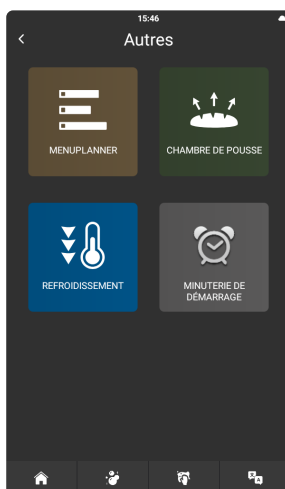 15:46
Autres
MENUPLANNER
CHAMBRE DE POUSSE
REFROIDISSEMENT
MINUTERIE DE
DÉMARRAGE